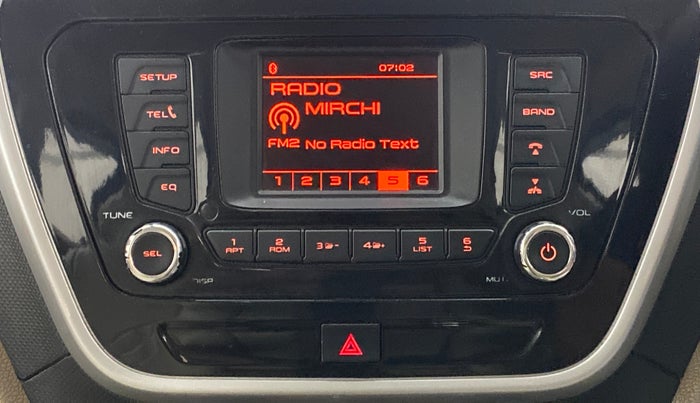 07:02
RADIO
MIRCHI
FM2 No Radio Text
1 2 3 4 5 6
SETUP
TEL
INFO
EQ
SRC
BAND
TUNE
VOL
SEL
DISP
1 RPT
2 RDM
3 -
4 +
5 LIST
6